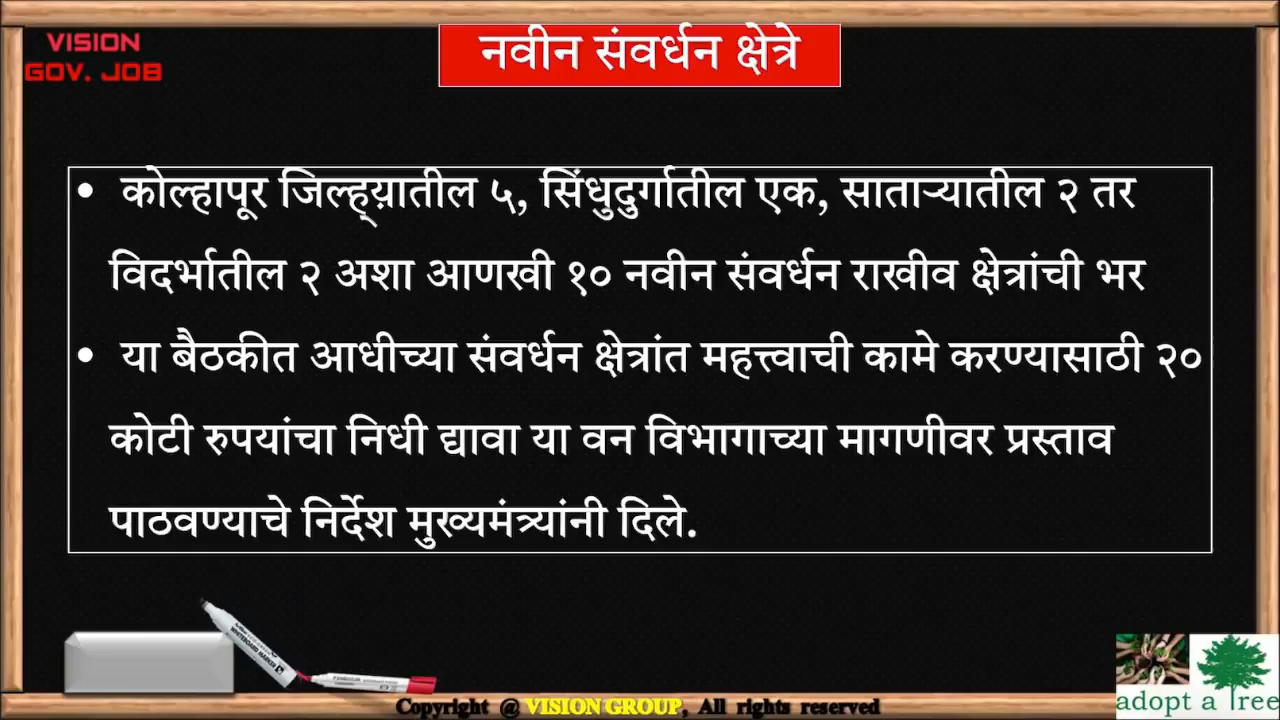 VISION
GOV. JOB
नवीन संवर्धन क्षेत्रे
• कोल्हापूर जिल्ह्य़ातील ५, सिंधुदुर्गातील एक, साताऱ्यातील २ तर
विदर्भातील २ अशा आणखी १० नवीन संवर्धन राखीव क्षेत्रांची भर
• या बैठकीत आधीच्या संवर्धन क्षेत्रांत महत्त्वाची कामे करण्यासाठी २०
कोटी रुपयांचा निधी द्यावा या वन विभागाच्या मागणीवर प्रस्ताव
पाठवण्याचे निर्देश मुख्यमंत्र्यांनी दिले.
WHITEBOARD MARKER
adopt a Tree
Copyright @ VISION GROUP, All rights reserved